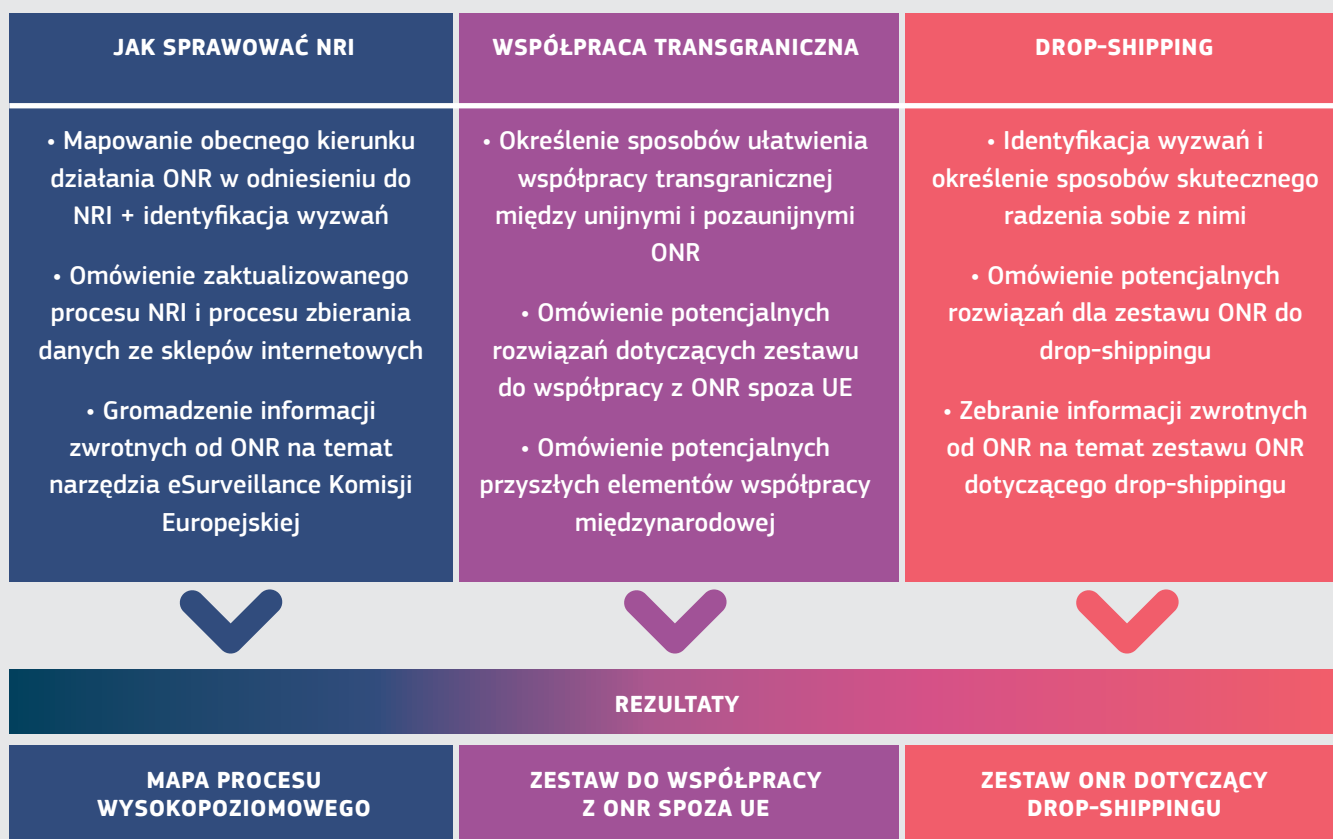 JAK SPRAWOWAĆ NRI
• Mapowanie obecnego kierunku
działania ONR w odniesieniu do
NRI + identyfikacja wyzwań
• Omówienie zaktualizowanego
procesu NRI i procesu zbierania
danych ze sklepów internetowych
• Gromadzenie informacji
zwrotnych od ONR na temat
narzędzia eSurveillance Komisji
Europejskiej
WSPÓŁPRACA TRANSGRANICZNA
• Określenie sposobów ułatwienia
współpracy transgranicznej
między unijnymi i pozaunijnymi
ONR
• Omówienie potencjalnych
rozwiązań dotyczących zestawu
do współpracy z ONR spoza UE
• Omówienie potencjalnych
przyszłych elementów współpracy
międzynarodowej
DROP-SHIPPING
• Identyfikacja wyzwań i
określenie sposobów skutecznego
radzenia sobie z nimi
• Omówienie potencjalnych
rozwiązań dla zestawu ONR do
drop-shippingu
• Zebranie informacji zwrotnych
od ONR na temat zestawu ONR
dotyczącego drop-shippingu
REZULTATY
MAPA PROCESU
WYSOKOPOZIOMOWEGO
ZESTAW DO WSPÓŁPRACY
Z ONR SPOZA UE
ZESTAW ONR DOTYCZĄCY
DROP-SHIPPINGU